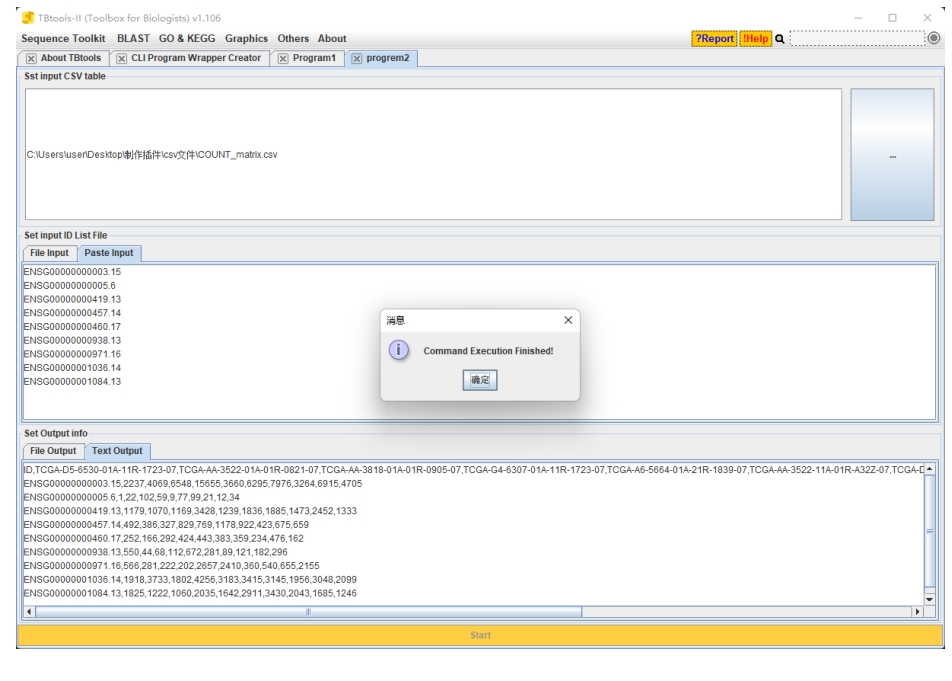 TBtools-II (Toolbox for Biologists) v1.106
Sequence Toolkit BLAST GO & KEGG Graphics Others About ?Report !Help
About TBtools CLI Program Wrapper Creator Program1 progrem2
Sst input CSV table
C:\Users\user\Desktop\制作插件\csv文件\COUNT_matrix.csv
...
Set input ID List File
File Input Paste Input
ENSG00000000003.15
ENSG00000000005.6
ENSG00000000419.13
ENSG00000000457.14
ENSG00000000460.17
ENSG00000000938.13
ENSG00000000971.16
ENSG00000001036.14
ENSG00000001084.13
消息
Command Execution Finished!
确定
Set Output info
File Output Text Output
ID,TCGA-D5-6530-01A-11R-1723-07,TCGA-AA-3522-01A-01R-0821-07,TCGA-AA-3818-01A-01R-0905-07,TCGA-G4-6307-01A-11R-1723-07,TCGA-A6-5664-01A-21R-1839-07,TCGA-AA-3522-11A-01R-A32Z-07,TCGA-D
ENSG00000000003.15,2237,4069,6548,15655,3660,6295,7976,3264,6915,4705
ENSG00000000005.6,1,22,102,59,9,77,99,21,12,34
ENSG00000000419.13,1179,1070,1169,3428,1239,1836,1885,1473,2452,1333
ENSG00000000457.14,492,386,327,829,769,1178,922,423,675,659
ENSG00000000460.17,252,166,292,424,443,383,359,234,476,162
ENSG00000000938.13,550,44,68,112,672,281,89,121,182,296
ENSG00000000971.16,566,281,222,202,2657,2410,360,540,655,2155
ENSG00000001036.14,1918,3733,1802,4256,3183,3415,3145,1956,3048,2099
ENSG00000001084.13,1825,1222,1060,2035,1642,2911,3430,2043,1685,1246
Start